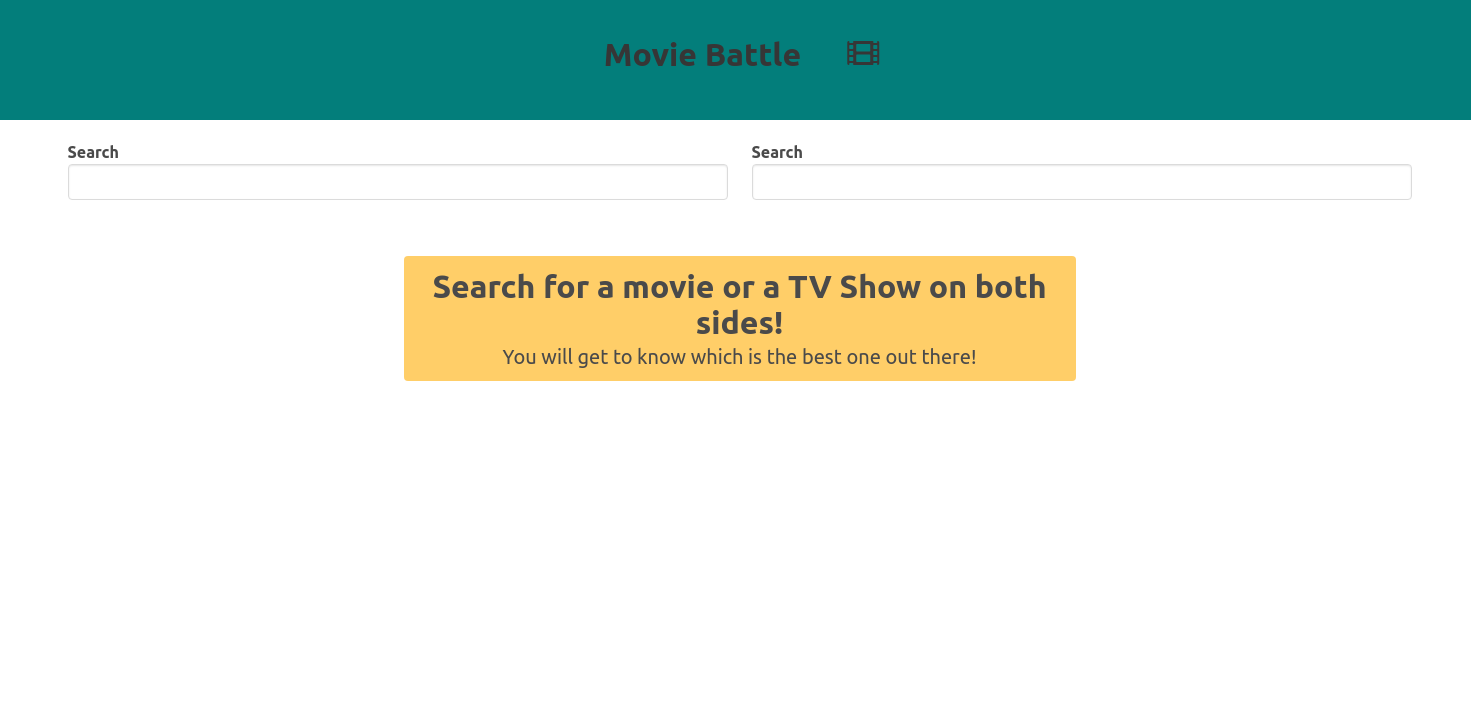 Movie Battle
Search
Search
Search for a movie or a TV Show on both
sides!
You will get to know which is the best one out there!